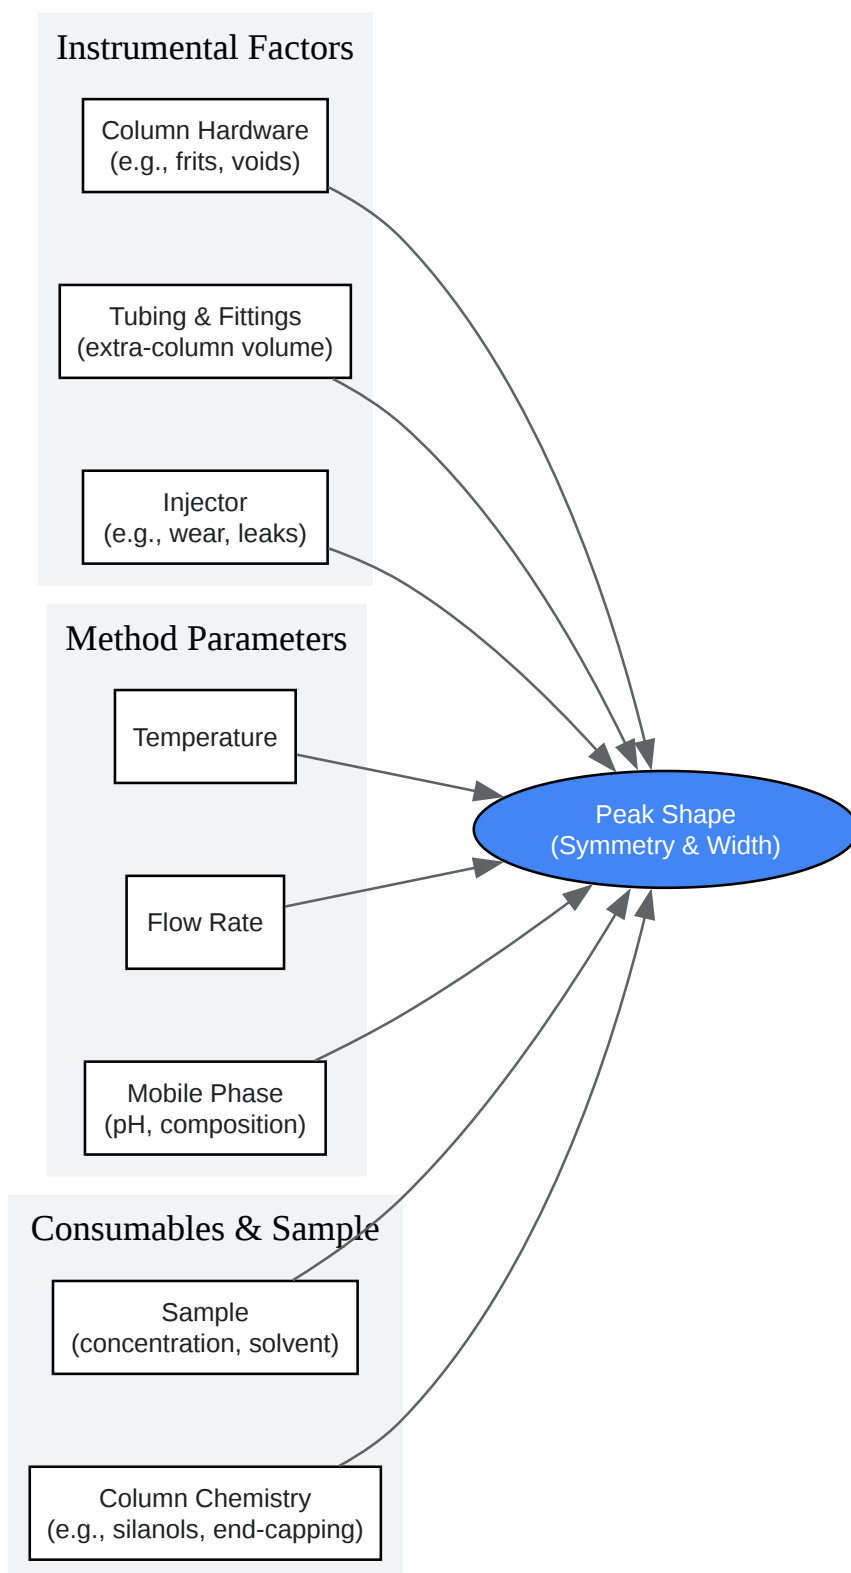 Instrumental Factors
Column Hardware
(e.g., frits, voids)
Tubing & Fittings
(extra-column volume)
Injector
(e.g., wear, leaks)
Method Parameters
Temperature
Flow Rate
Mobile Phase
(pH, composition)
Peak Shape
(Symmetry & Width)
Consumables & Sample
Sample
(concentration, solvent)
Column Chemistry
(e.g., silanols, end-capping)